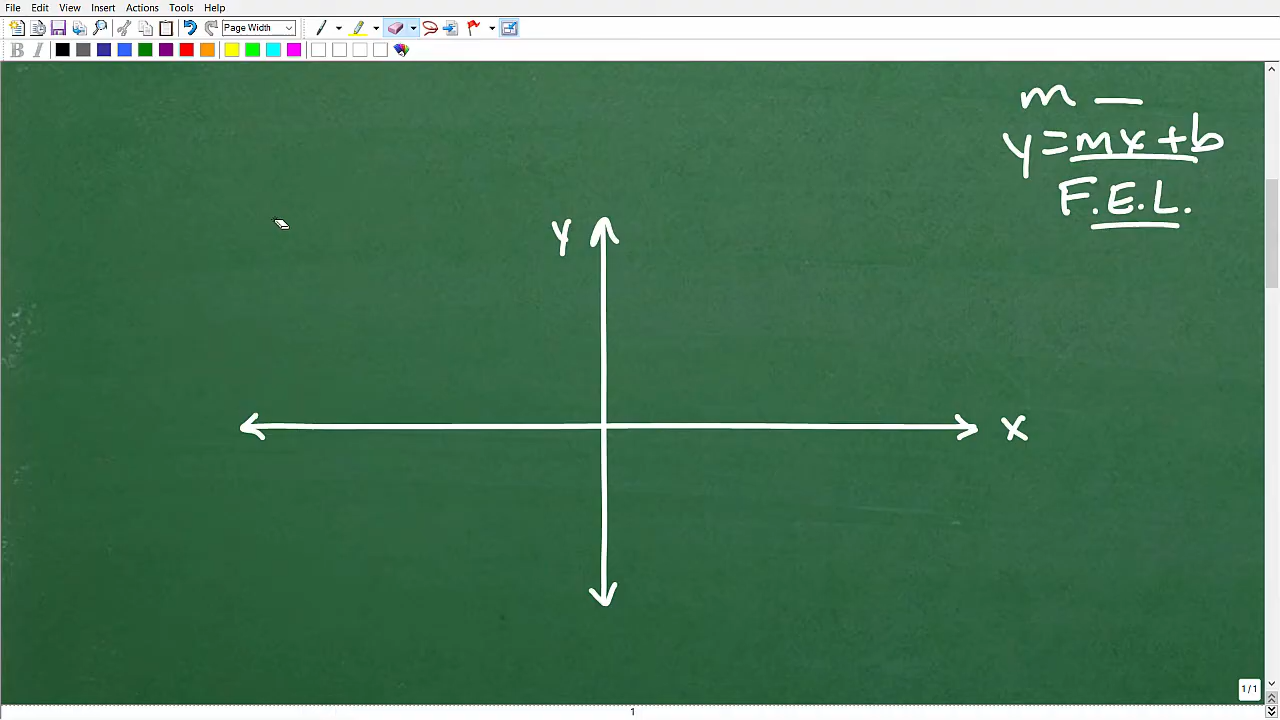 File Edit View Insert Actions Tools Help
Page Width
B I
m —
y = mx + b
F.E.L.
y
x
1/1
1